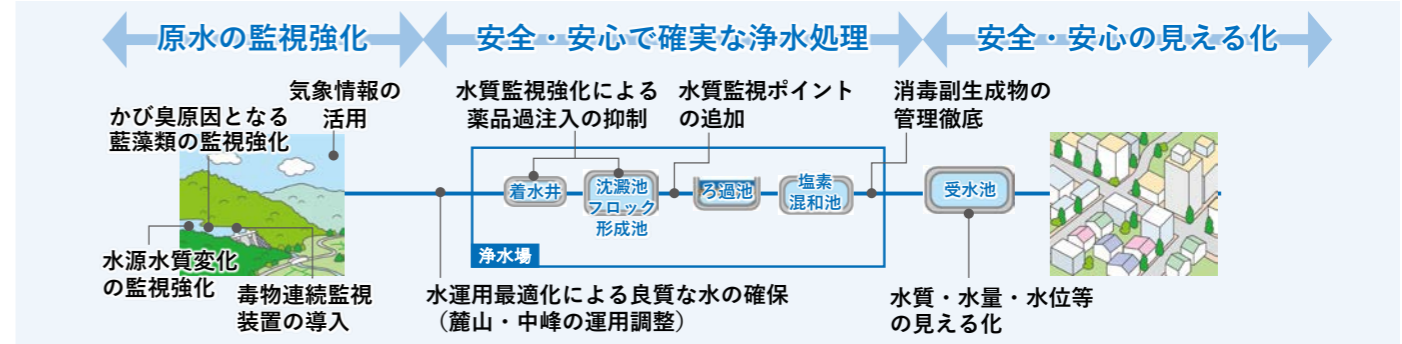 原水の監視強化
安全・安心で確実な浄水処理
安全・安心の見える化
かび臭原因となる
藍藻類の監視強化
気象情報の
活用
水質監視強化による
薬品過注入の抑制
水質監視ポイント
の追加
消毒副生成物の
管理徹底
着水井
沈澱池
フロック
形成池
ろ過池
塩素
混和池
受水池
浄水場
水源水質変化
の監視強化
毒物連続監視
装置の導入
水運用最適化による良質な水の確保
（麓山・中峰の運用調整）
水質・水量・水位等
の見える化